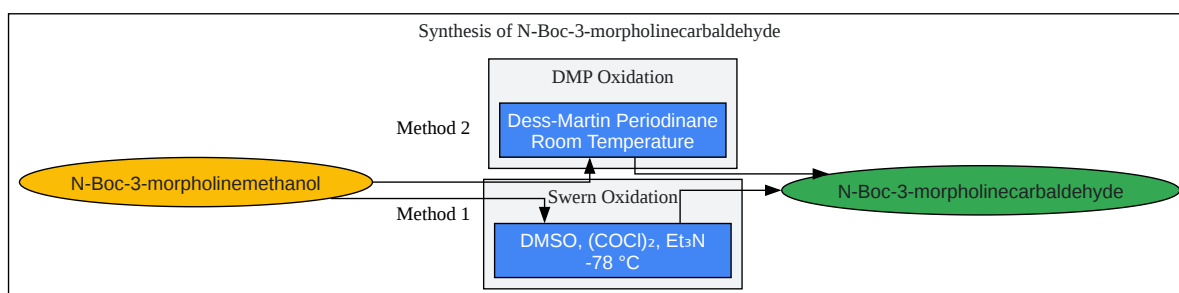 Synthesis of N-Boc-3-morpholinecarbaldehyde
DMP Oxidation
Method 2
Dess-Martin Periodinane
Room Temperature
N-Boc-3-morpholinemethanol
N-Boc-3-morpholinecarbaldehyde
Method 1
Swern Oxidation
DMSO, (COCl)₂, Et₃N
-78 °C